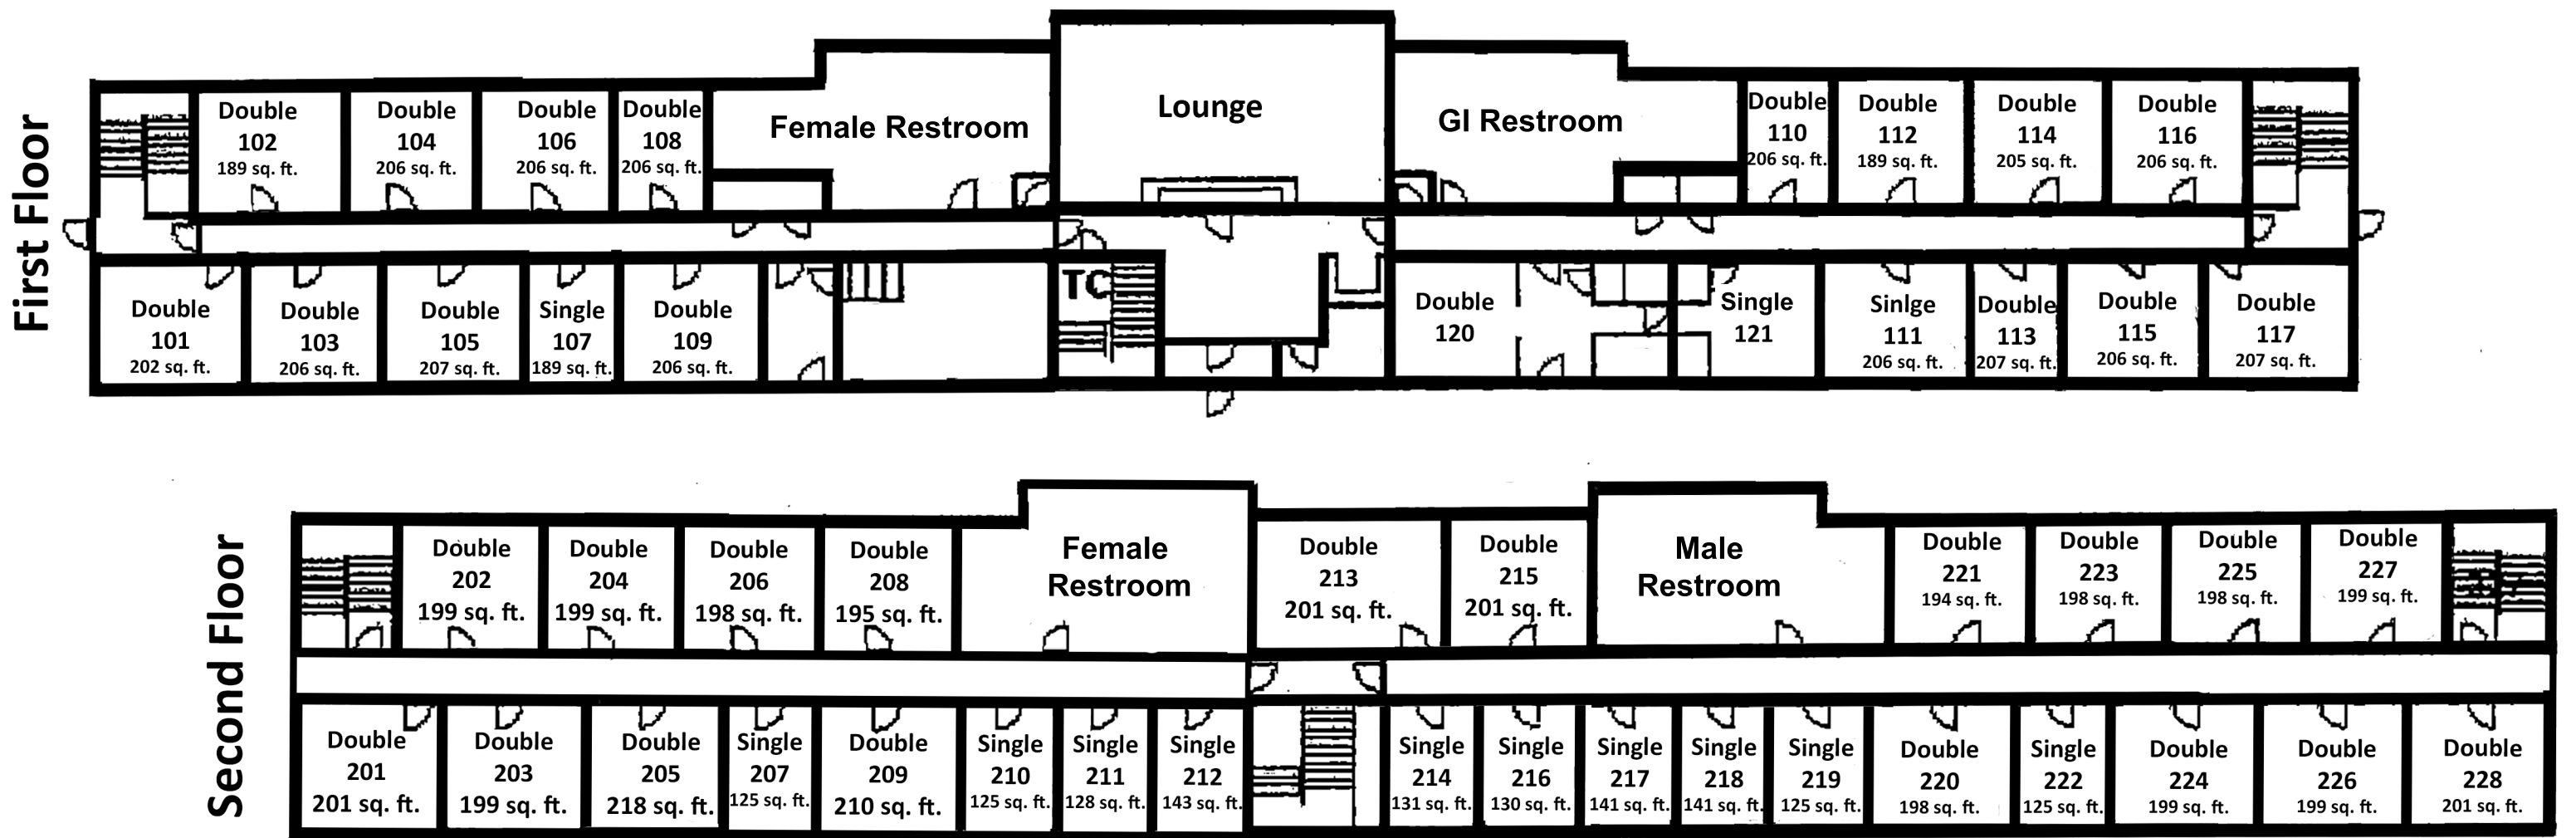 First Floor
Double
102
189 sq. ft.
Double
104
206 sq. ft.
Double
106
206 sq. ft.
Double
108
206 sq. ft.
Female Restroom
Lounge
GI Restroom
Double
110
206 sq. ft.
Double
112
189 sq. ft.
Double
114
205 sq. ft.
Double
116
206 sq. ft.
Double
101
202 sq. ft.
Double
103
206 sq. ft.
Double
105
207 sq. ft.
Single
107
189 sq. ft.
Double
109
206 sq. ft.
TC
Double
120
Single
121
Sinlge
111
206 sq. ft.
Double
113
207 sq. ft.
Double
115
206 sq. ft.
Double
117
207 sq. ft.
Second Floor
Double
202
199 sq. ft.
Double
204
199 sq. ft.
Double
206
198 sq. ft.
Double
208
195 sq. ft.
Female
Restroom
Double
213
201 sq. ft.
Double
215
201 sq. ft.
Male
Restroom
Double
221
194 sq. ft.
Double
223
198 sq. ft.
Double
225
198 sq. ft.
Double
227
199 sq. ft.
Double
201
201 sq. ft.
Double
203
199 sq. ft.
Double
205
218 sq. ft.
Single
207
125 sq. ft.
Double
209
210 sq. ft.
Single
210
125 sq. ft.
Single
211
128 sq. ft.
Single
212
143 sq. ft.
Single
214
131 sq. ft.
Single
216
130 sq. ft.
Single
217
141 sq. ft.
Single
218
141 sq. ft.
Single
219
125 sq. ft.
Double
220
198 sq. ft.
Single
222
125 sq. ft.
Double
224
199 sq. ft.
Double
226
199 sq. ft.
Double
228
201 sq. ft.